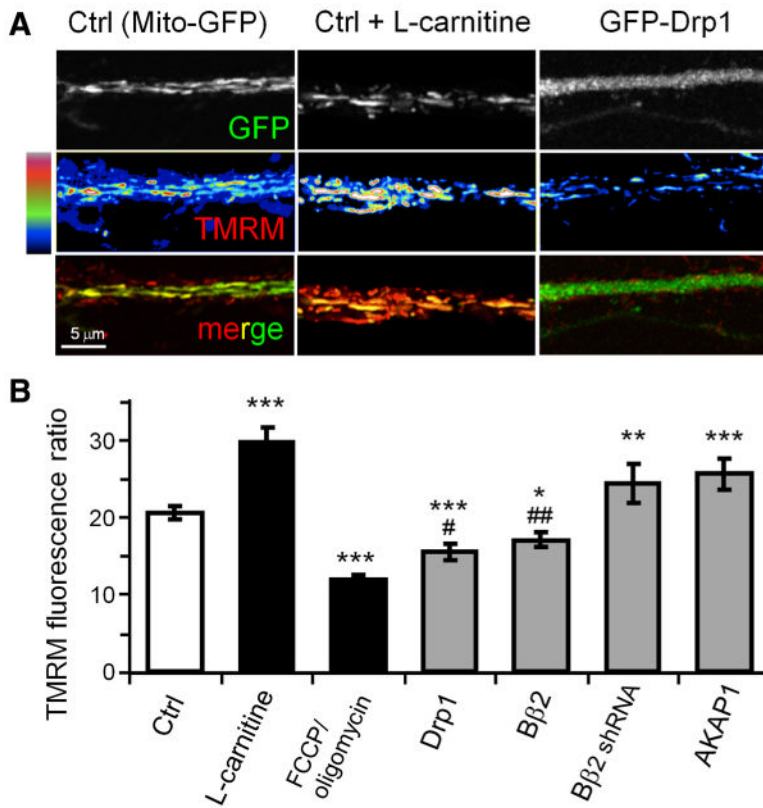 A
Ctrl (Mito-GFP) Ctrl + L-carnitine GFP-Drp1
GFP
TMRM
merge
5 μm
B
TMRM fluorescence ratio
30
20
10
0
***
***
***
#
*
##
**
***
Ctrl
L-carnitine
FCCP/
oligomycin
Drp1
Bβ2
Bβ2 shRNA
AKAP1